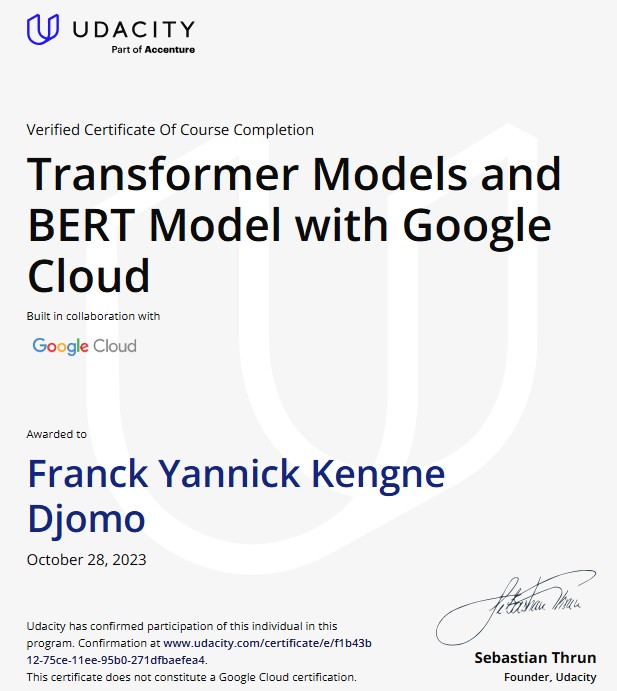 UDACITY
Part of Accenture
Verified Certificate Of Course Completion
Transformer Models and
BERT Model with Google
Cloud
Built in collaboration with
Google Cloud
Awarded to
Franck Yannick Kengne
Djomo
October 28, 2023
Sebastian Thrun
Udacity has confirmed participation of this individual in this
program. Confirmation at www.udacity.com/certificate/e/f1b43b
12-75ce-11ee-95b0-271dfbaefea4.
This certificate does not constitute a Google Cloud certification.
Sebastian Thrun
Founder, Udacity